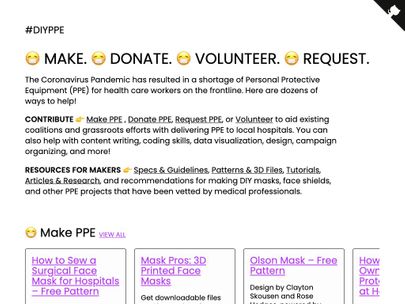 #DIYPPE
😷 MAKE. 😷 DONATE. 😷 VOLUNTEER. 😷 REQUEST.
The Coronavirus Pandemic has resulted in a shortage of Personal Protective
Equipment (PPE) for health care workers on the frontline. Here are dozens of
ways to help!
CONTRIBUTE 👉 Make PPE , Donate PPE, Request PPE, or Volunteer to aid existing
coalitions and grassroots efforts with delivering PPE to local hospitals. You can
also help with content writing, coding skills, data visualization, design, campaign
organizing, and more!
RESOURCES FOR MAKERS 👉 Specs & Guidelines, Patterns & 3D Files, Tutorials,
Articles & Research, and recommendations for making DIY masks, face shields,
and other PPE projects that have been vetted by medical professionals.
😷 Make PPE VIEW ALL
How to Sew a
Surgical Face
Mask for Hospitals
– Free Pattern
Mask Pros: 3D
Printed Face
Masks
Get downloadable files
Olson Mask – Free
Pattern
Design by Clayton
Skousen and Rose
How
Own
Prot
at H